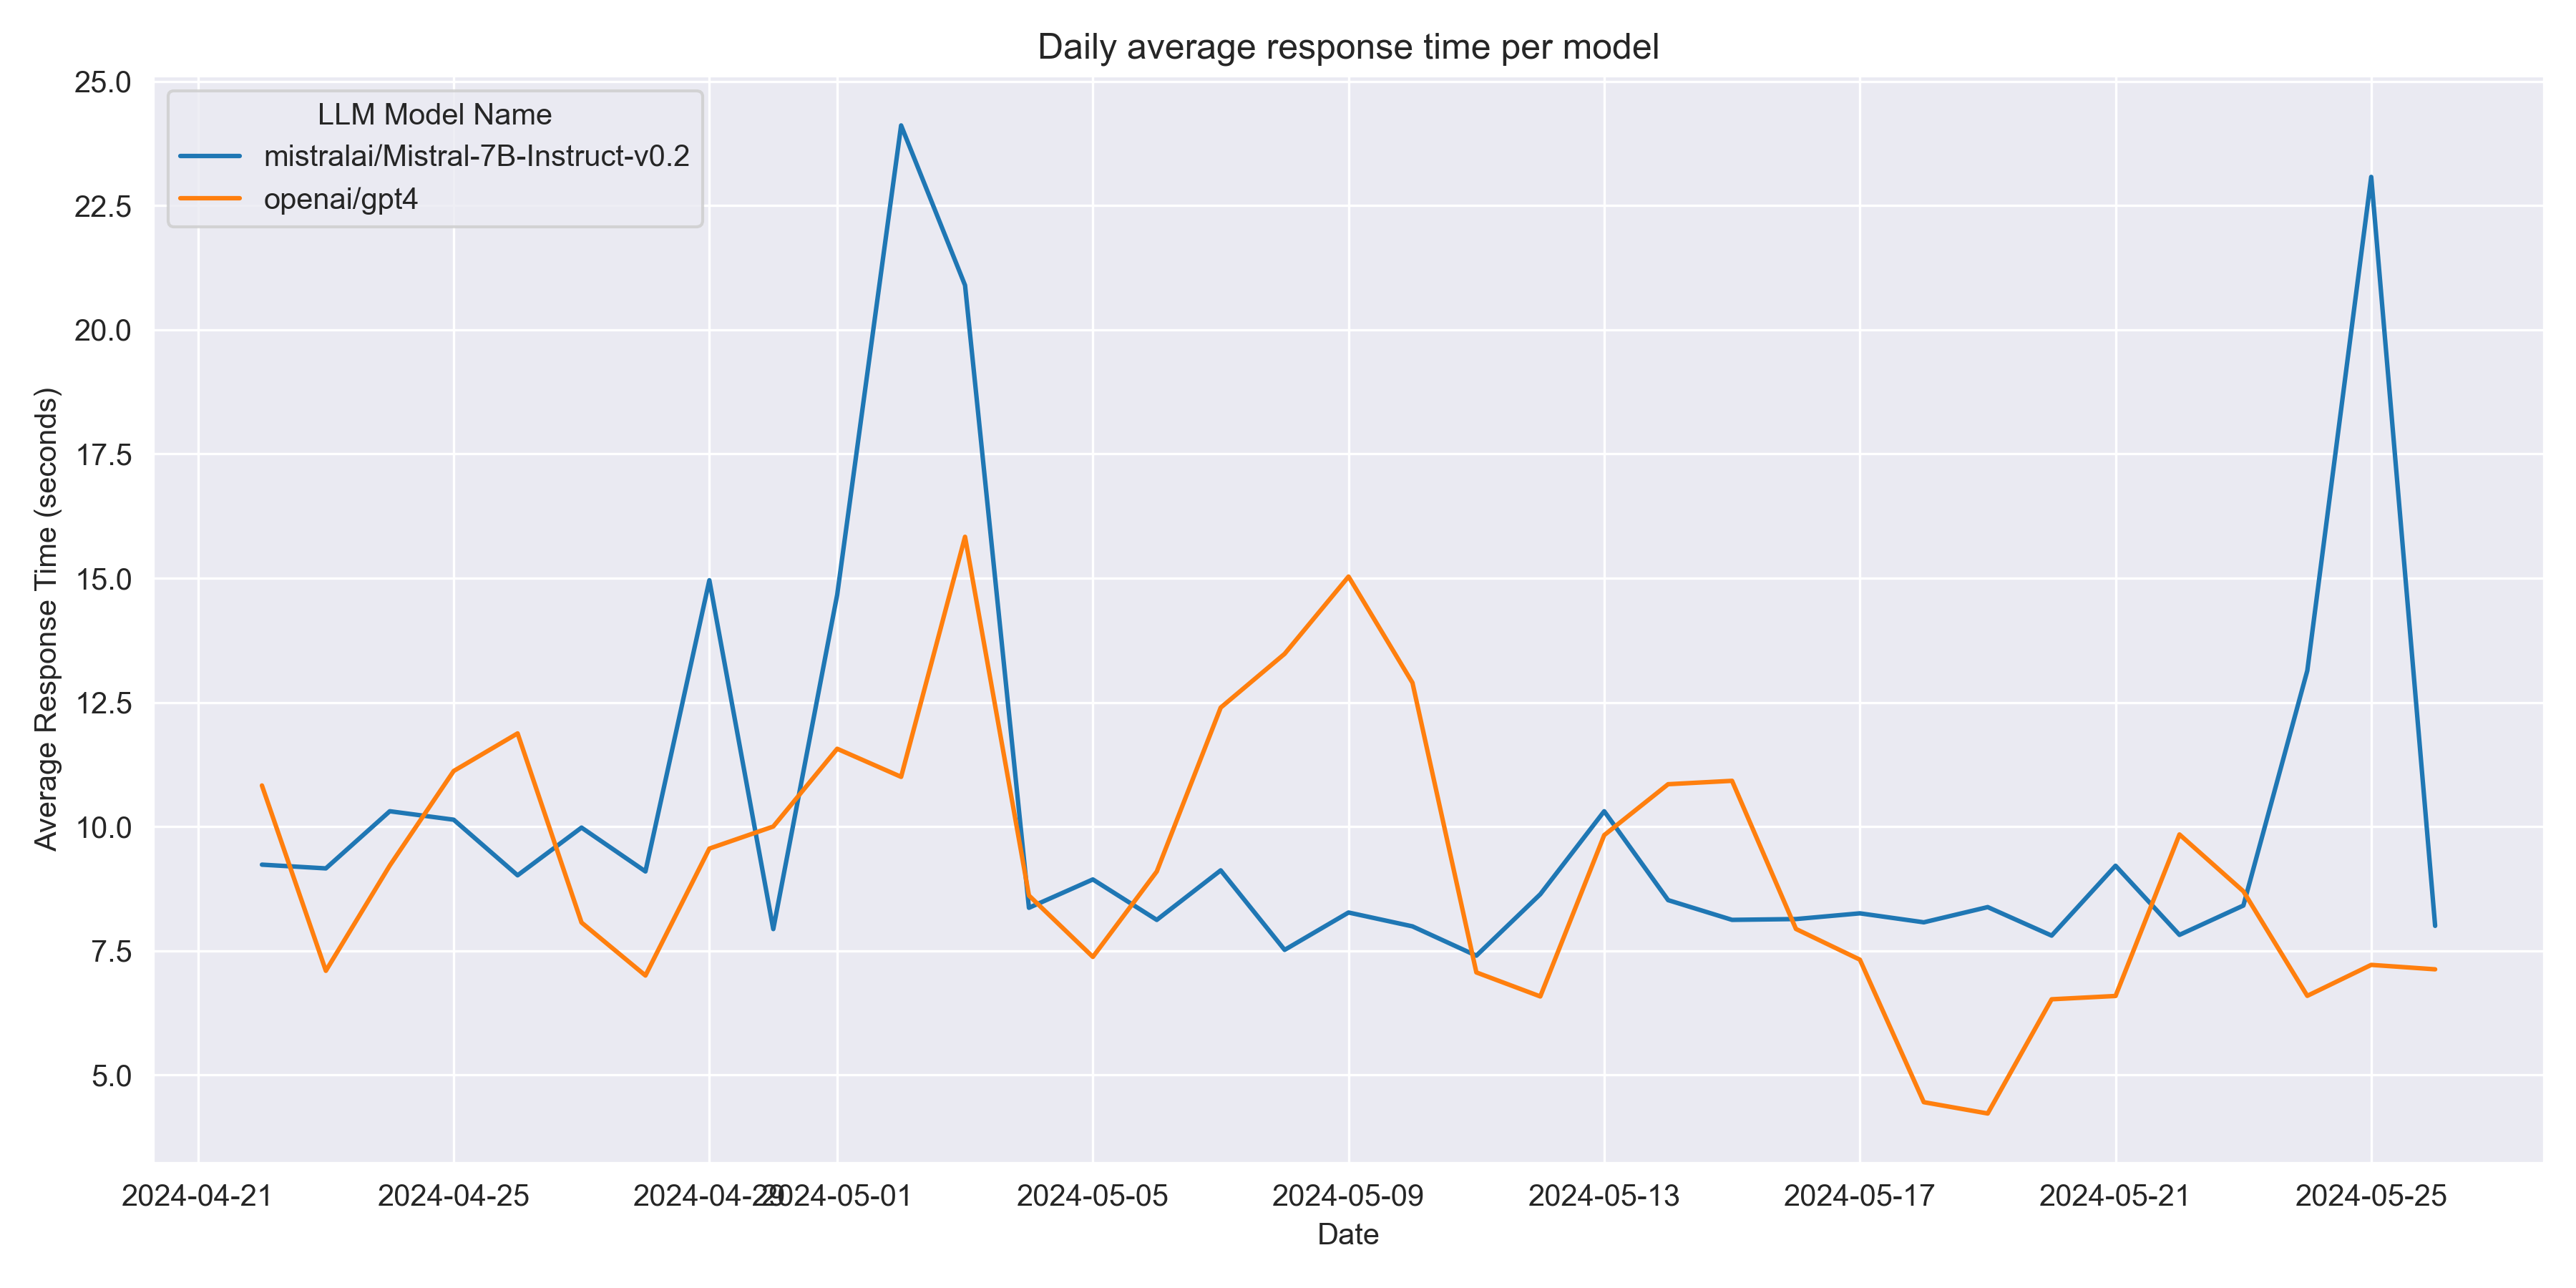 Daily average response time per model
LLM Model Name
mistralai/Mistral-7B-Instruct-v0.2
openai/gpt4
Average Response Time (seconds)
25.0
22.5
20.0
17.5
15.0
12.5
10.0
7.5
5.0
2024-04-21 2024-04-25 2024-04-29 2024-05-01 2024-05-05 2024-05-09 2024-05-13 2024-05-17 2024-05-21 2024-05-25
Date